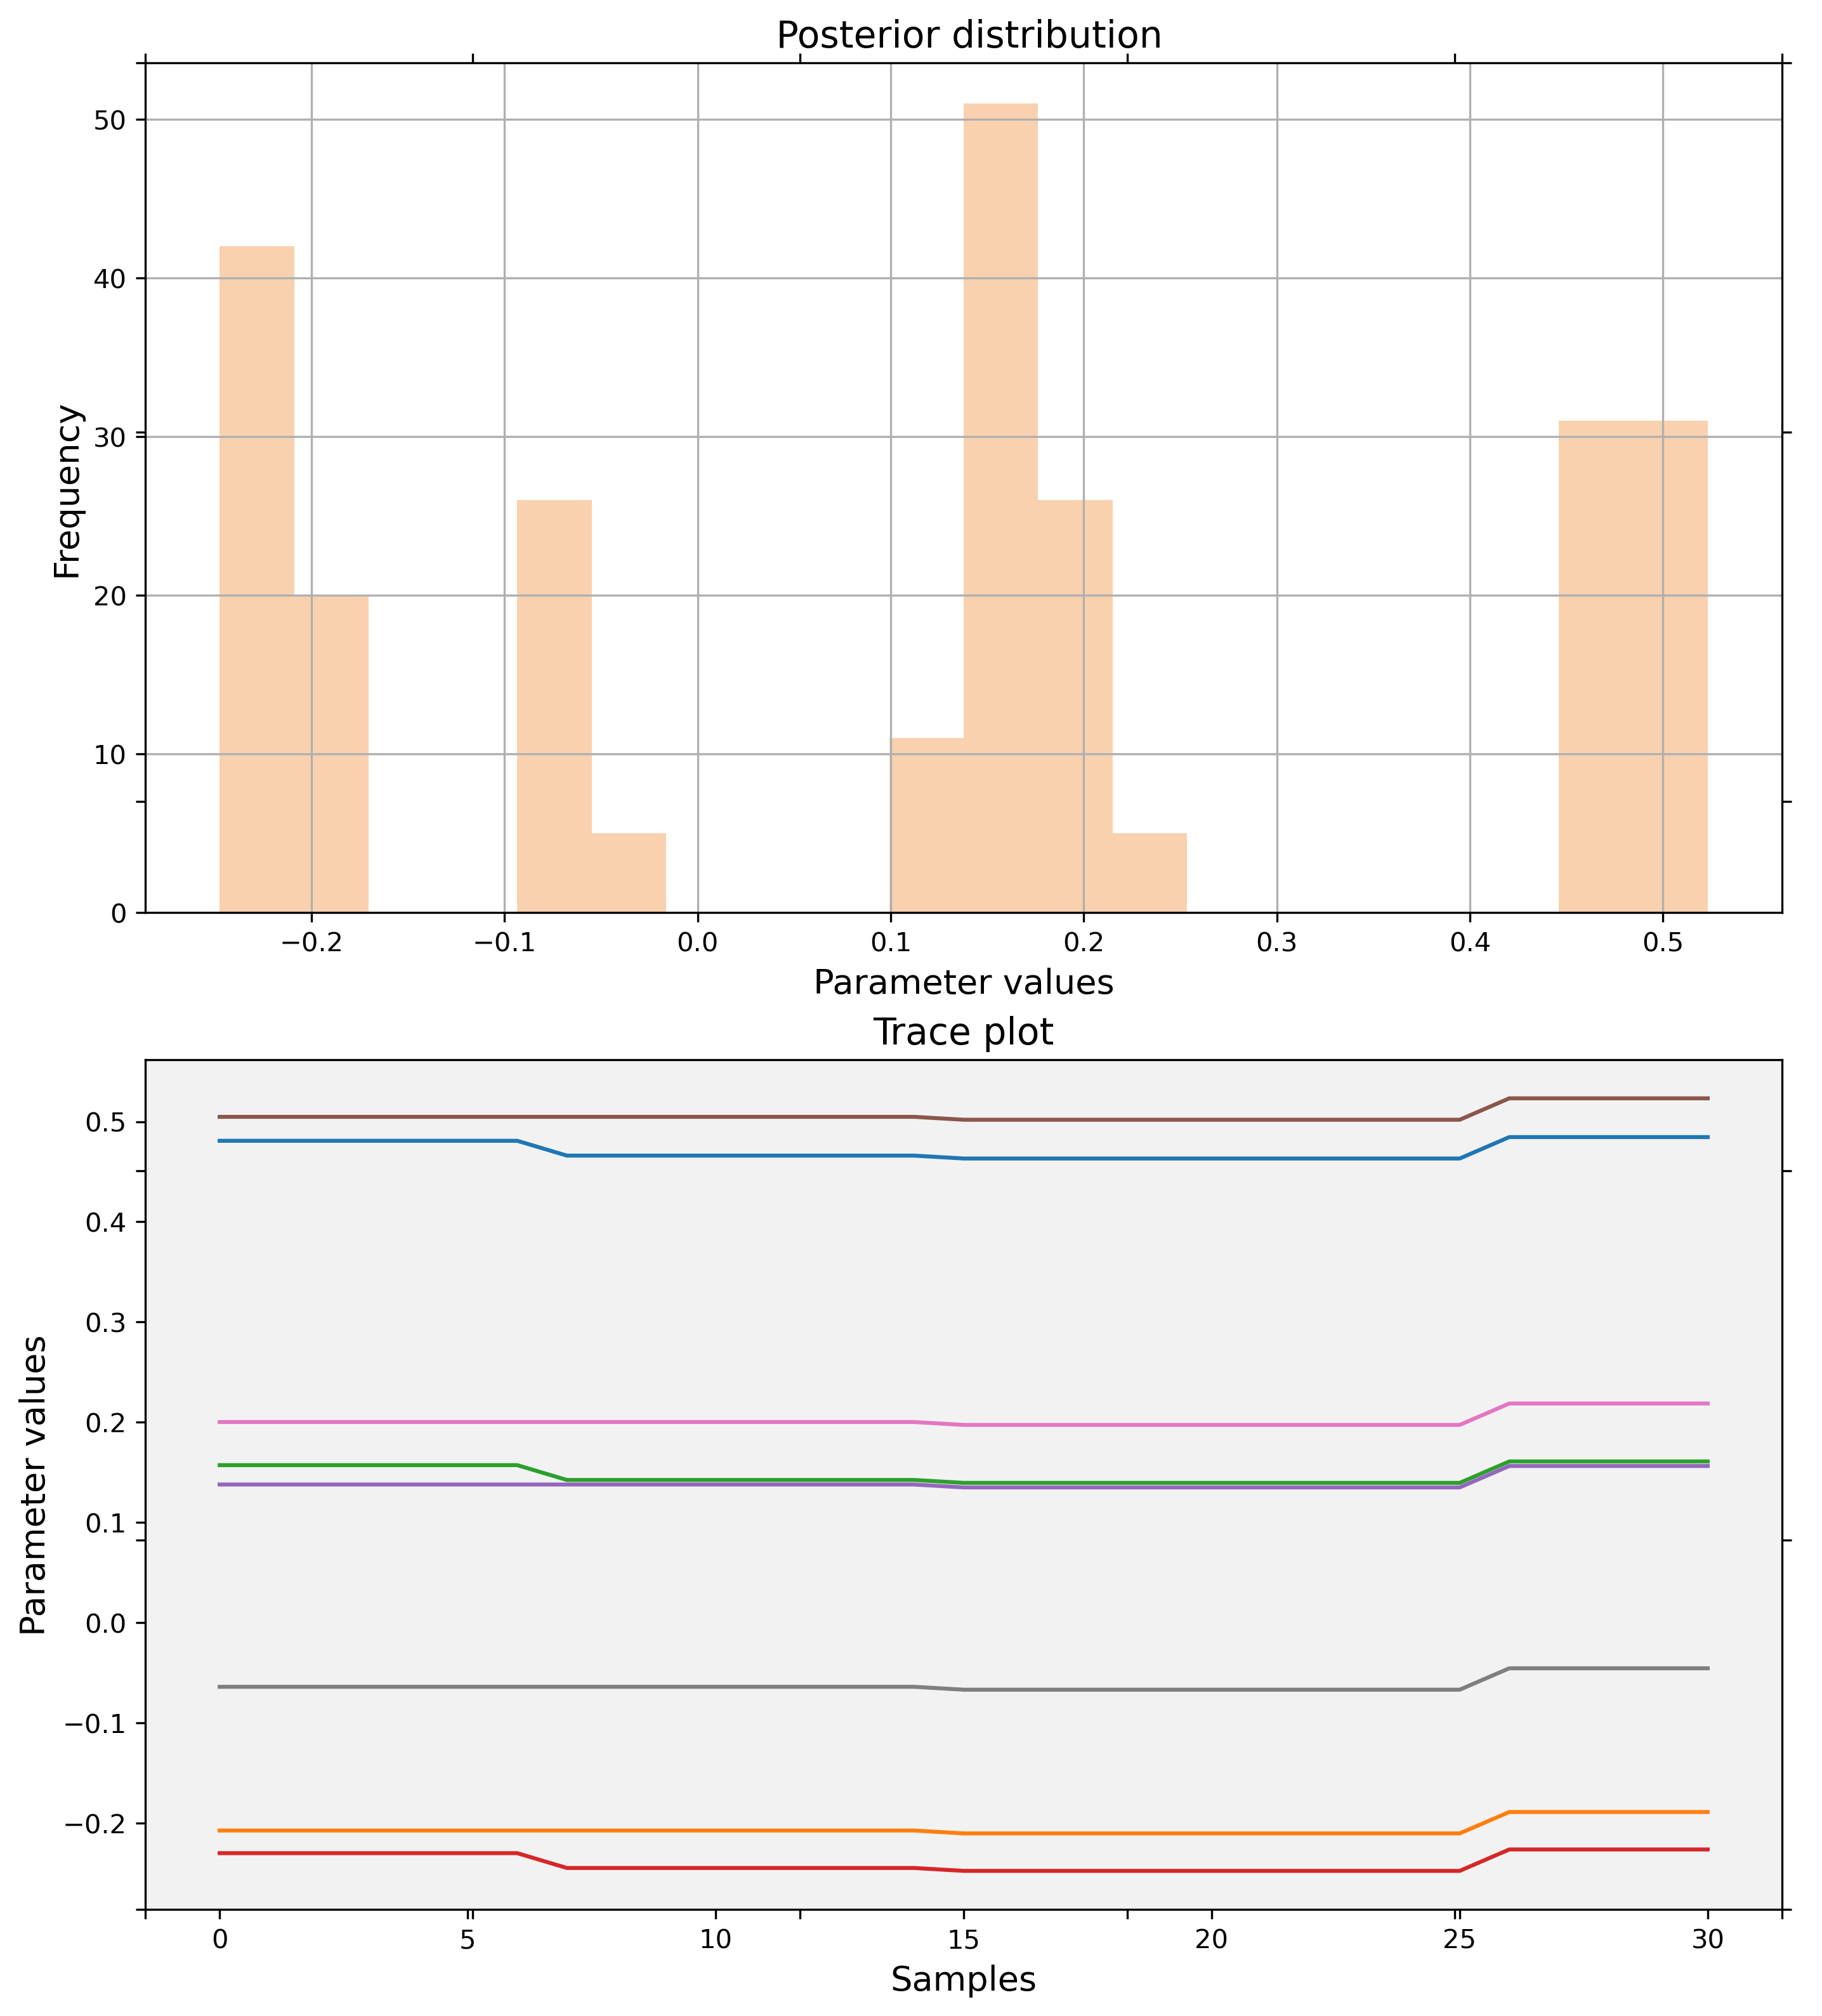 Posterior distribution
Frequency
50
40
30
20
10
0
−0.2 −0.1 0.0 0.1 0.2 0.3 0.4 0.5
Parameter values
Trace plot
Parameter values
0.5
0.4
0.3
0.2
0.1
0.0
−0.1
−0.2
0 5 10 15 20 25 30
Samples